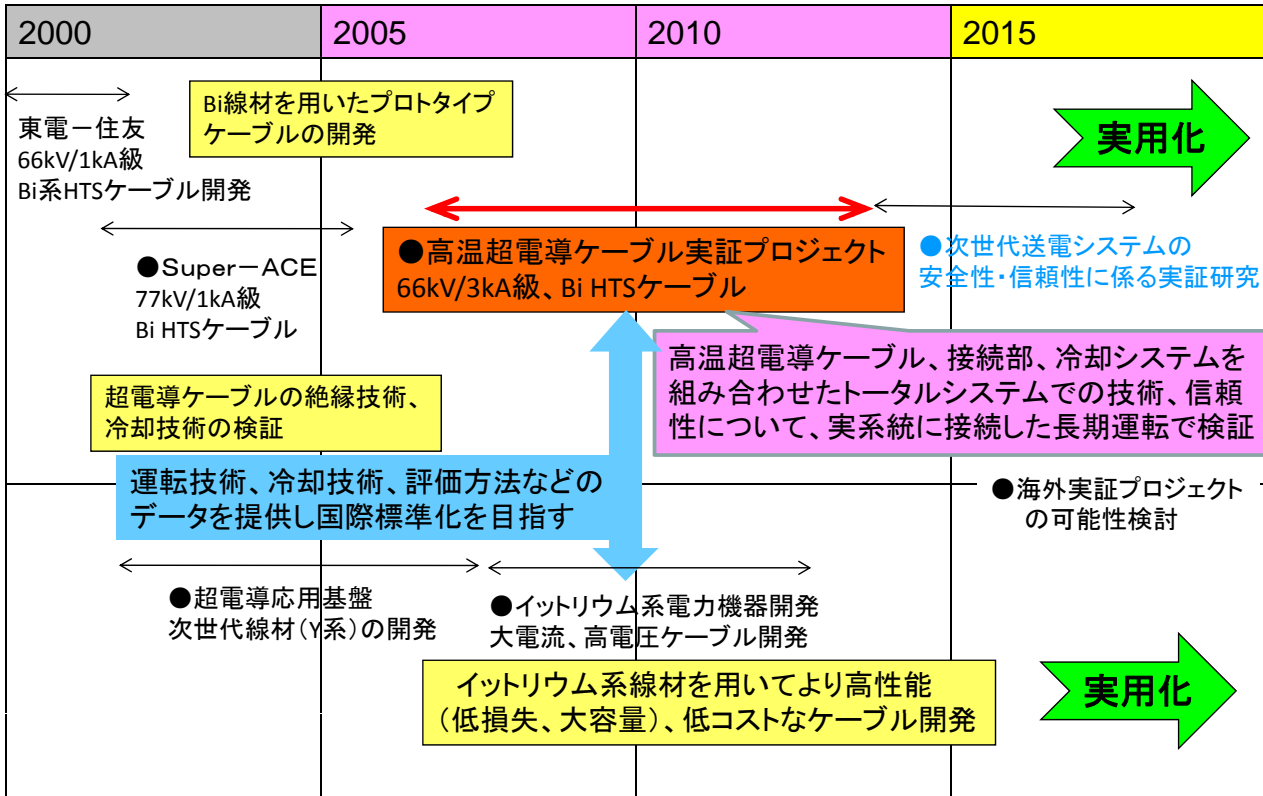 2000
2005
2010
2015
Bi線材を用いたプロトタイプ
ケーブルの開発
実用化
東電－住友
66kV/1kA級
Bi系HTSケーブル開発
●Super－ACE
77kV/1kA級
Bi HTSケーブル
●高温超電導ケーブル実証プロジェクト
66kV/3kA級、Bi HTSケーブル
●次世代送電システムの
安全性・信頼性に係る実証研究
高温超電導ケーブル、接続部、冷却システムを
組み合わせたトータルシステムでの技術、信頼
性について、実系統に接続した長期運転で検証
超電導ケーブルの絶縁技術、
冷却技術の検証
運転技術、冷却技術、評価方法などの
データを提供し国際標準化を目指す
●海外実証プロジェクト
の可能性検討
●超電導応用基盤
次世代線材（Y系）の開発
●イットリウム系電力機器開発
大電流、高電圧ケーブル開発
イットリウム系線材を用いてより高性能
（低損失、大容量）、低コストなケーブル開発
実用化